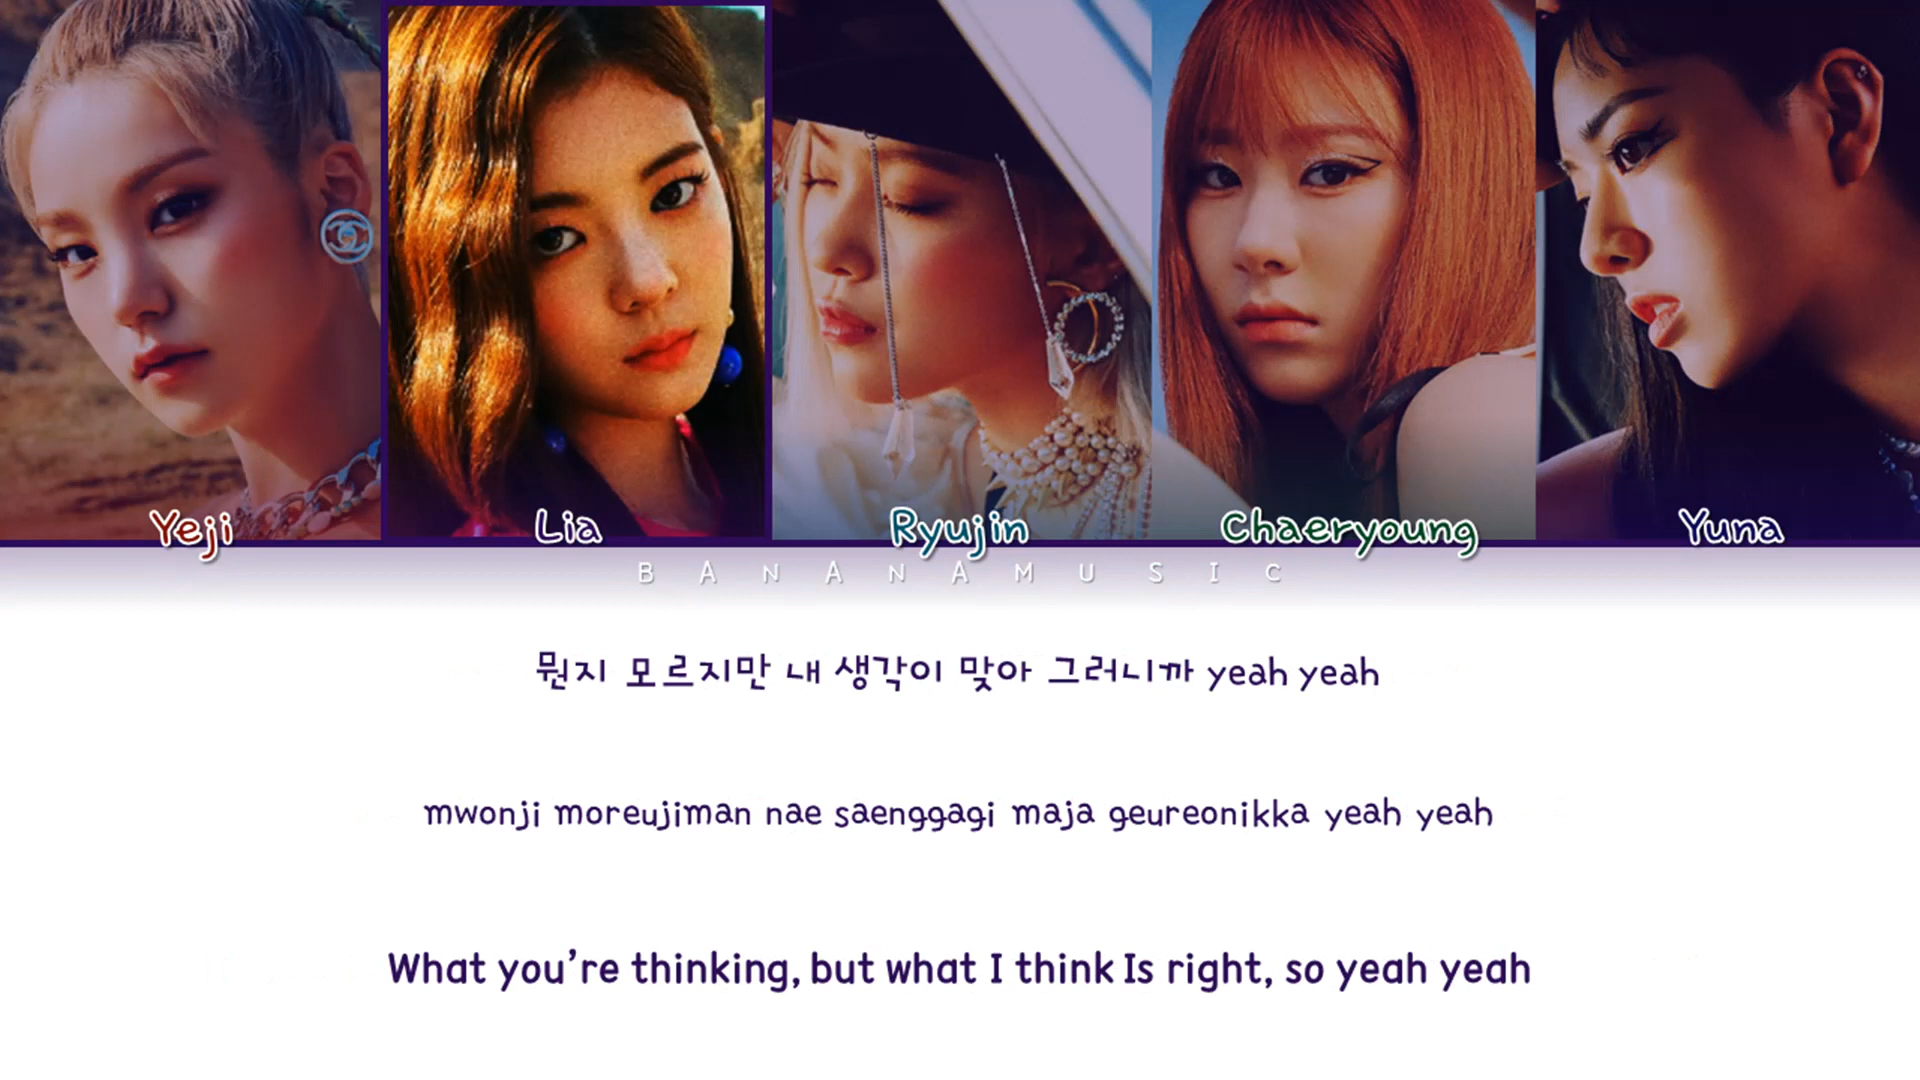 Yeji Lia Ryujin Chaeryoung Yuna
BANANAMUSIC
뭔지 모르지만 내 생각이 맞아 그러니까 yeah yeah
mwonji moreujiman nae saenggagi maja geureonikka yeah yeah
What you're thinking, but what I think Is right, so yeah yeah